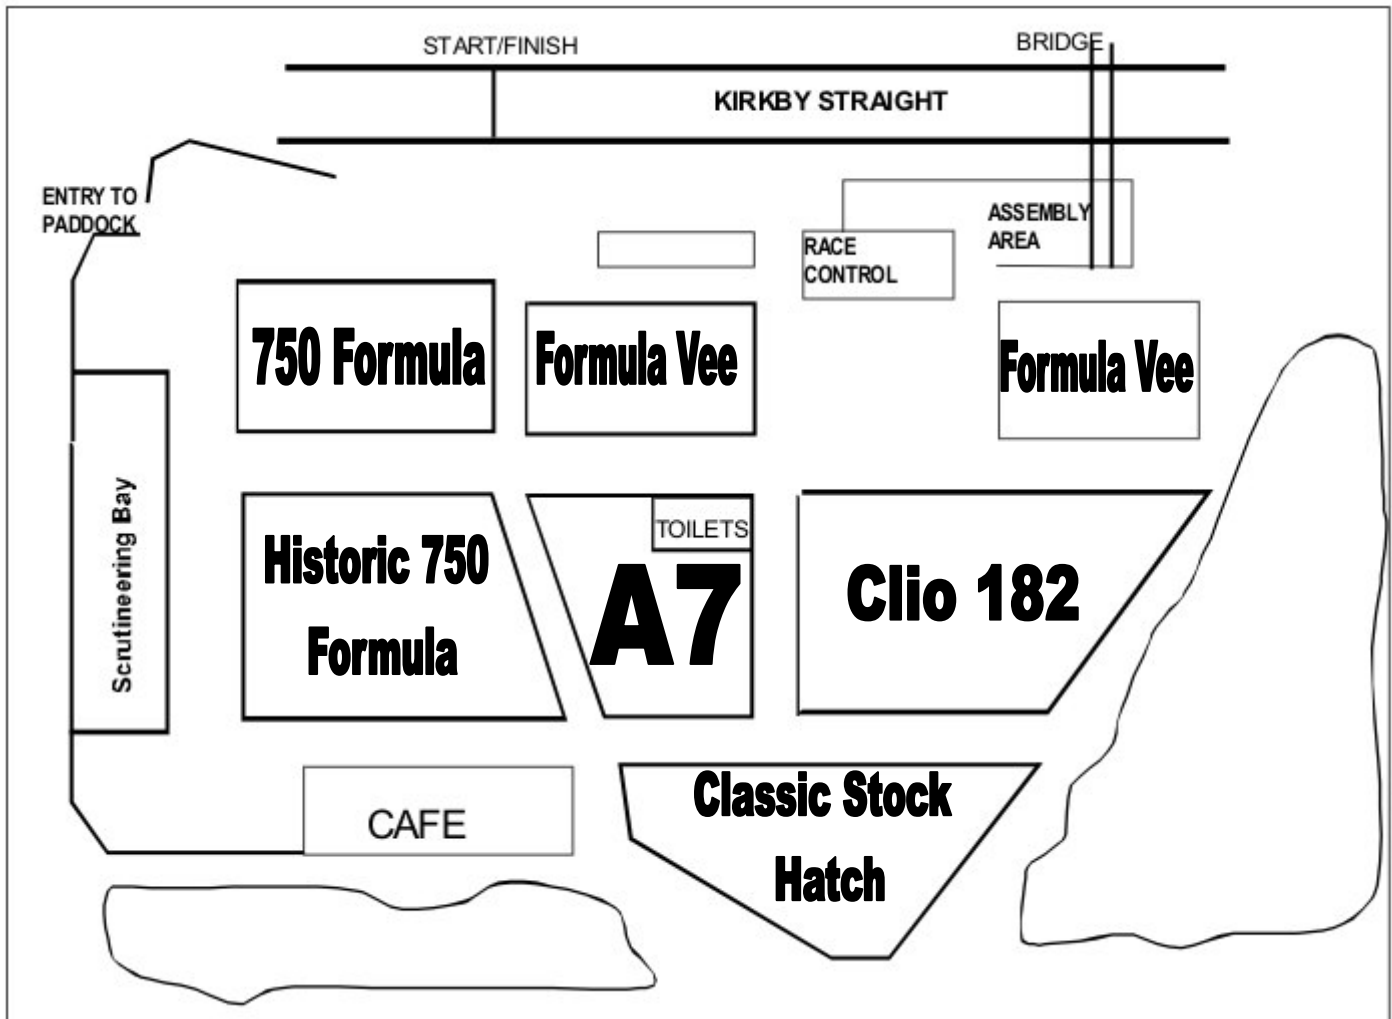 START/FINISH
BRIDGE
KIRKBY STRAIGHT
ENTRY TO
PADDOCK
ASSEMBLY
AREA
RACE
CONTROL
750 Formula
Formula Vee
Formula Vee
Scrutineering Bay
Historic 750
Formula
TOILETS
A7
Clio 182
CAFE
Classic Stock
Hatch